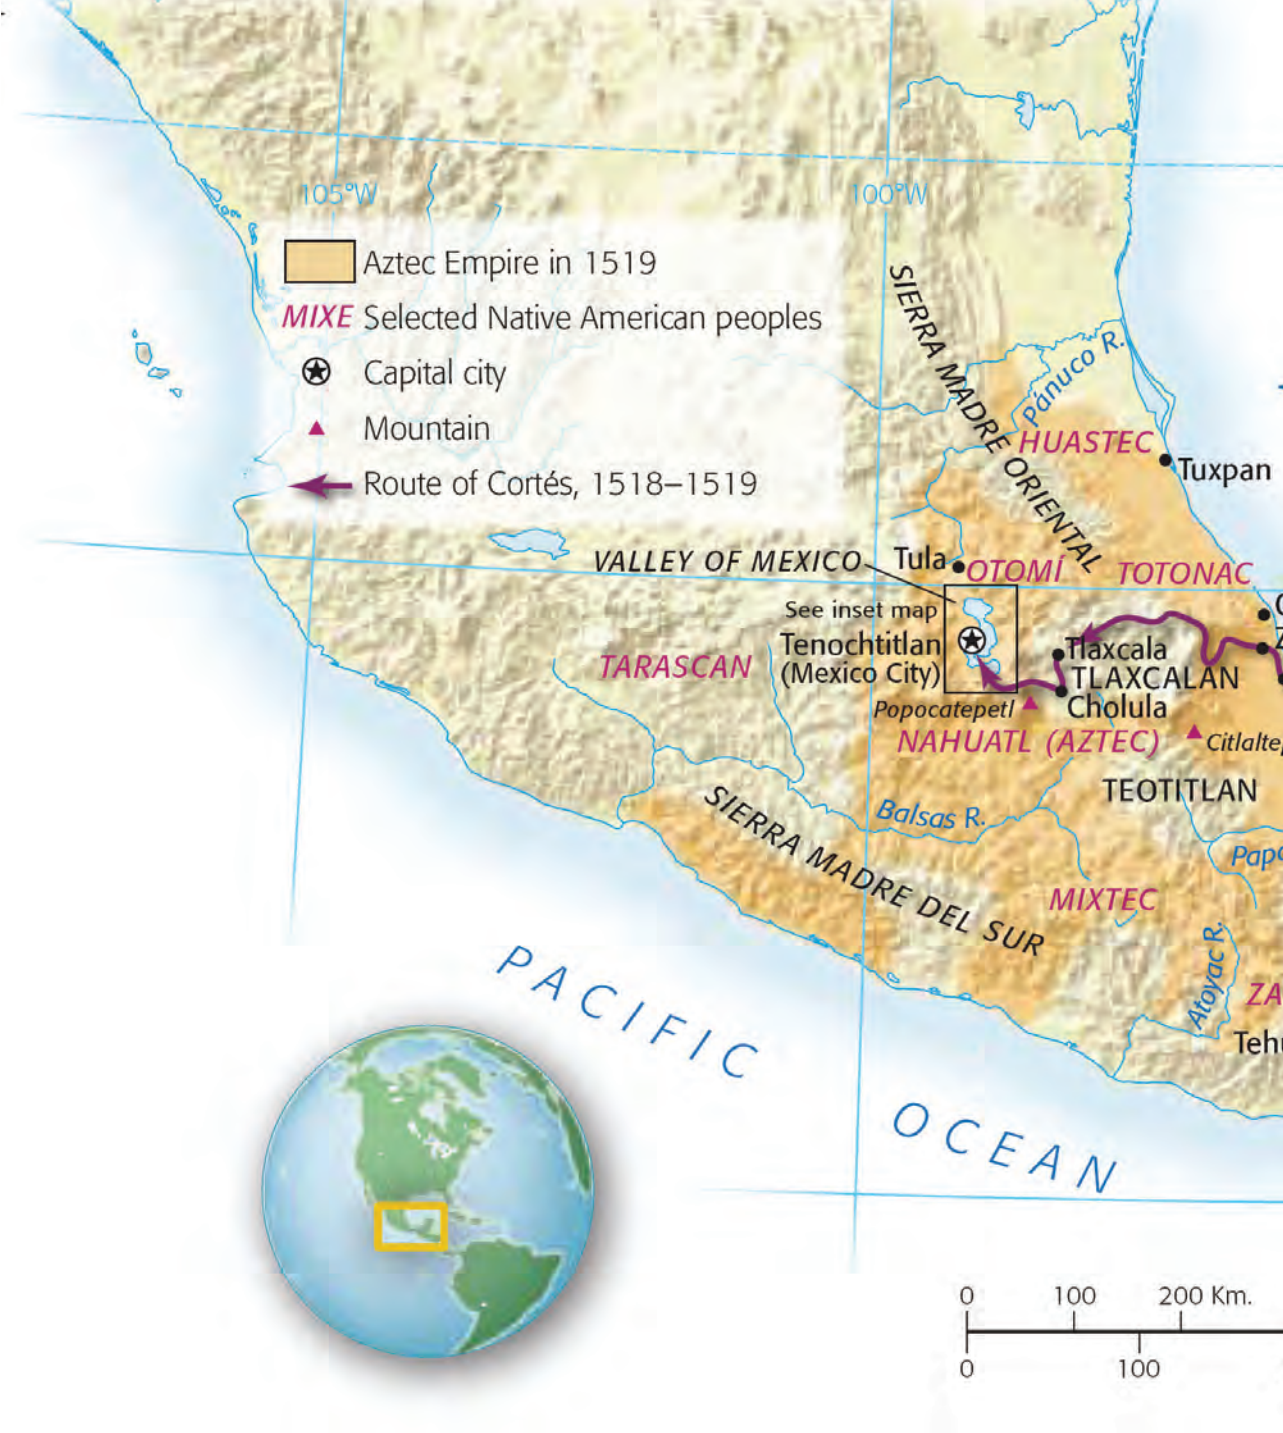 105°W
100°W
Aztec Empire in 1519
MIXE Selected Native American peoples
Capital city
Mountain
Route of Cortés, 1518–1519
SIERRA MADRE ORIENTAL
Pánuco R.
HUASTEC
Tuxpan
VALLEY OF MEXICO
Tula
OTOMÍ
TOTONAC
See inset map
Tenochtitlan
(Mexico City)
TARASCAN
Tlaxcala
TLAXCALAN
Cholula
Popocatepetl
NAHUATL (AZTEC)
TEOTITLAN
Balsas R.
SIERRA MADRE DEL SUR
MIXTEC
Atoyac R.
PACIFIC
OCEAN
0 100 200 Km.
0 100